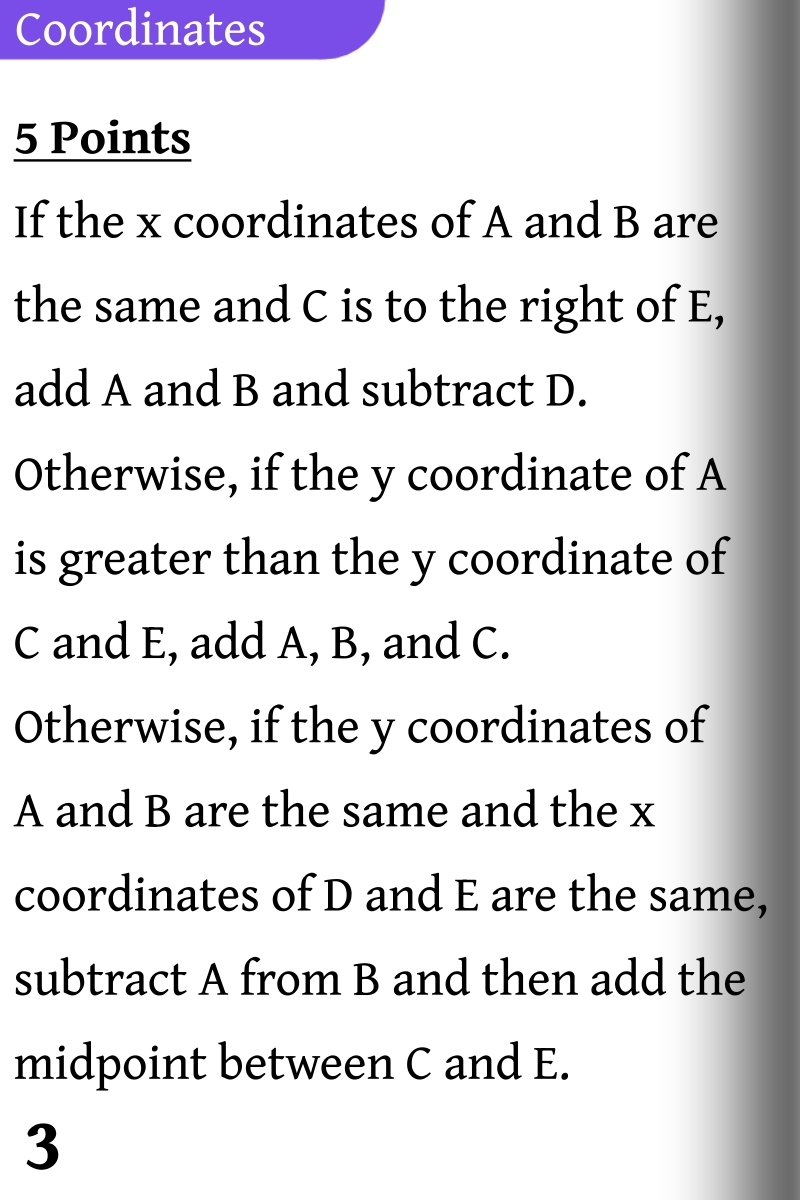 Coordinates
5 Points
If the x coordinates of A and B are
the same and C is to the right of E,
add A and B and subtract D.
Otherwise, if the y coordinate of A
is greater than the y coordinate of
C and E, add A, B, and C.
Otherwise, if the y coordinates of
A and B are the same and the x
coordinates of D and E are the same,
subtract A from B and then add the
midpoint between C and E.
3